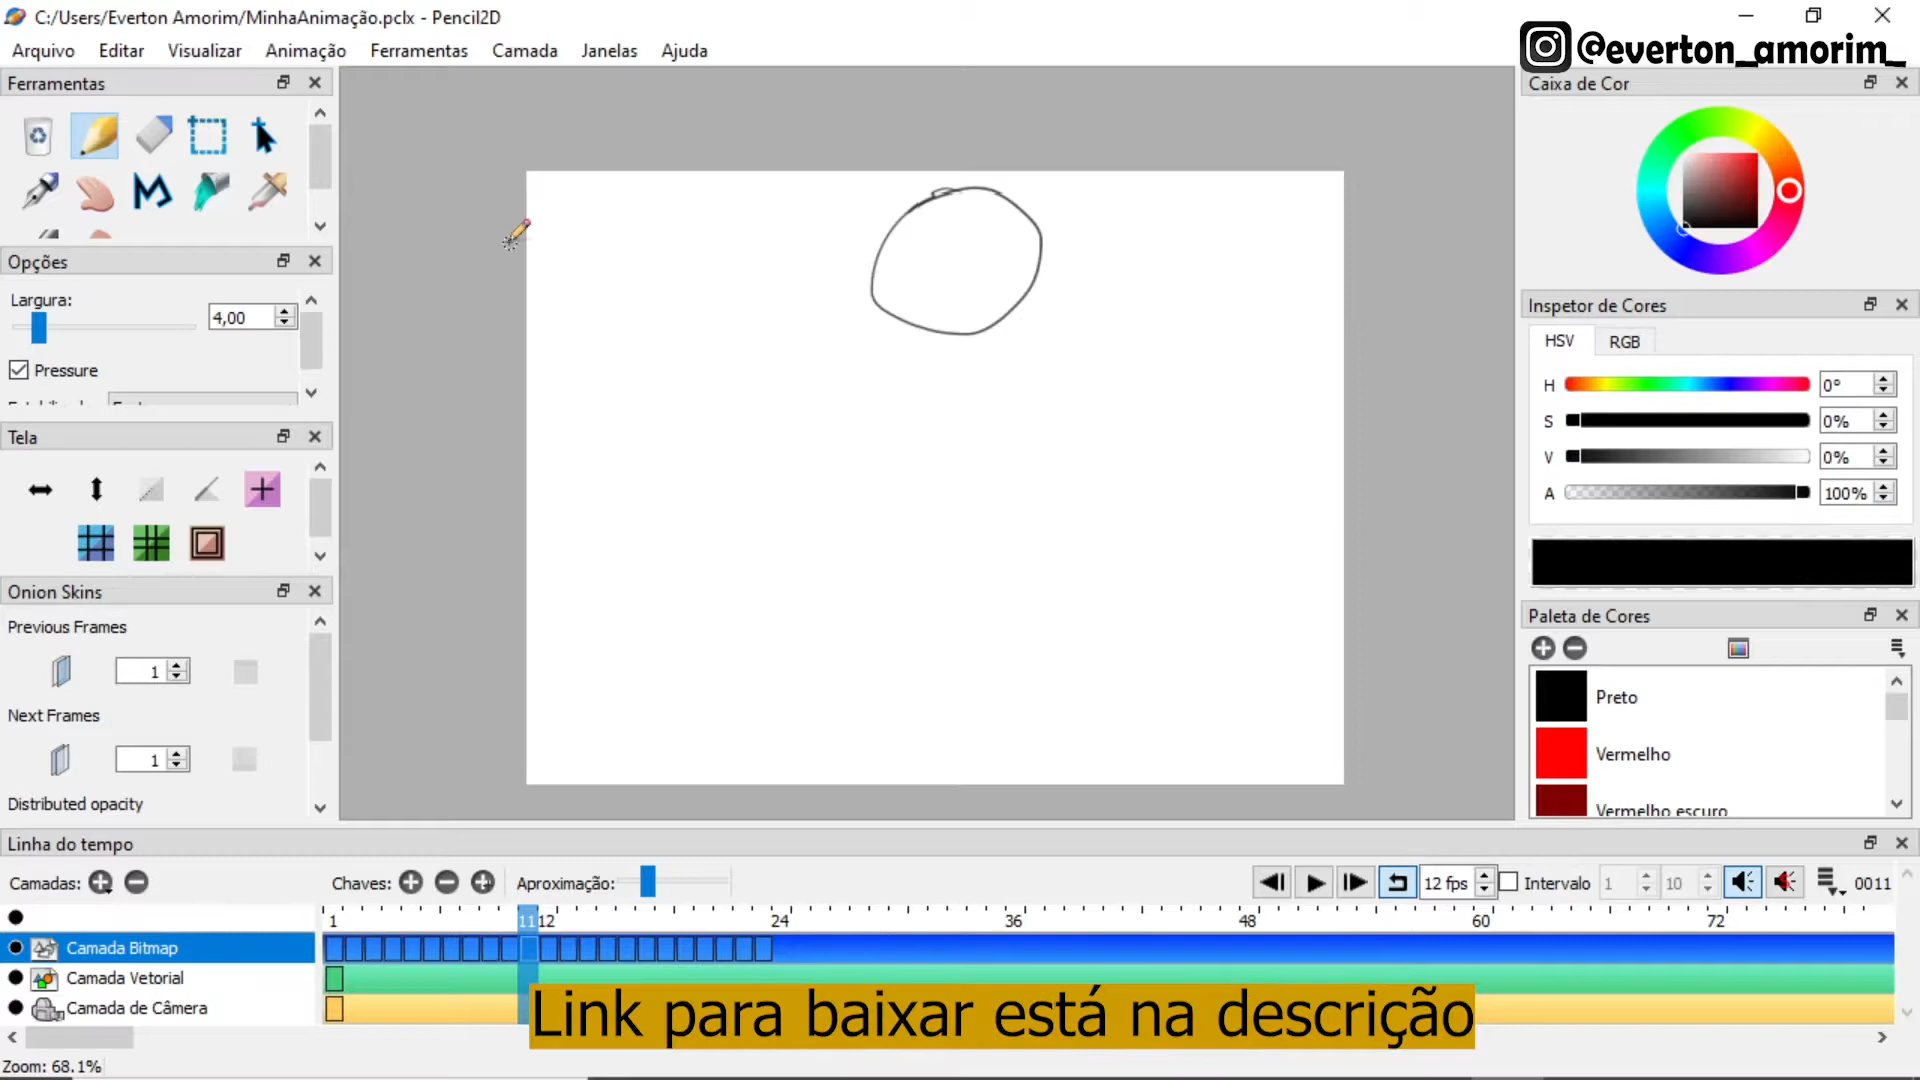 C:/Users/Everton Amorim/MinhaAnimação.pclx - Pencil2D
Arquivo Editar Visualizar Animação Ferramentas Camada Janelas Ajuda
@everton_amorim_
Ferramentas
Caixa de Cor
Opções
Largura:
4,00
Pressure
Tela
Inspetor de Cores
HSV RGB
H 0°
S 0%
V 0%
A 100%
Onion Skins
Previous Frames
1
Next Frames
1
Distributed opacity
Paleta de Cores
Preto
Vermelho
Vermelho escuro
Linha do tempo
Camadas: Chaves: Aproximação: 12 fps Intervalo 1 10 0011
1 11 12 24 36 48 60 72
Camada Bitmap
Camada Vetorial
Camada de Câmera
Link para baixar está na descrição
Zoom: 68.1%